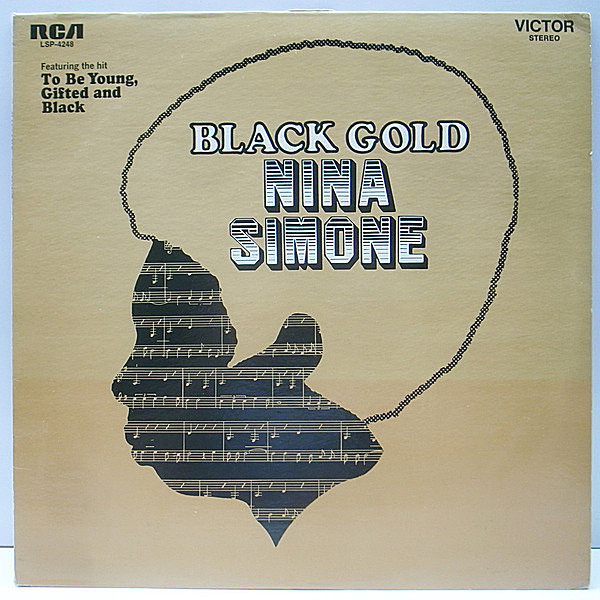 RCA
LSP-4248
VICTOR
STEREO
Featuring the hit
To Be Young,
Gifted and
Black
BLACK GOLD
NINA
SIMONE